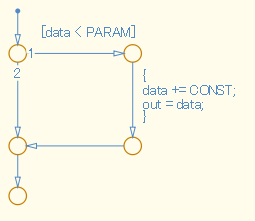 [data < PARAM]
1
2
{
data += CONST;
out = data;
}